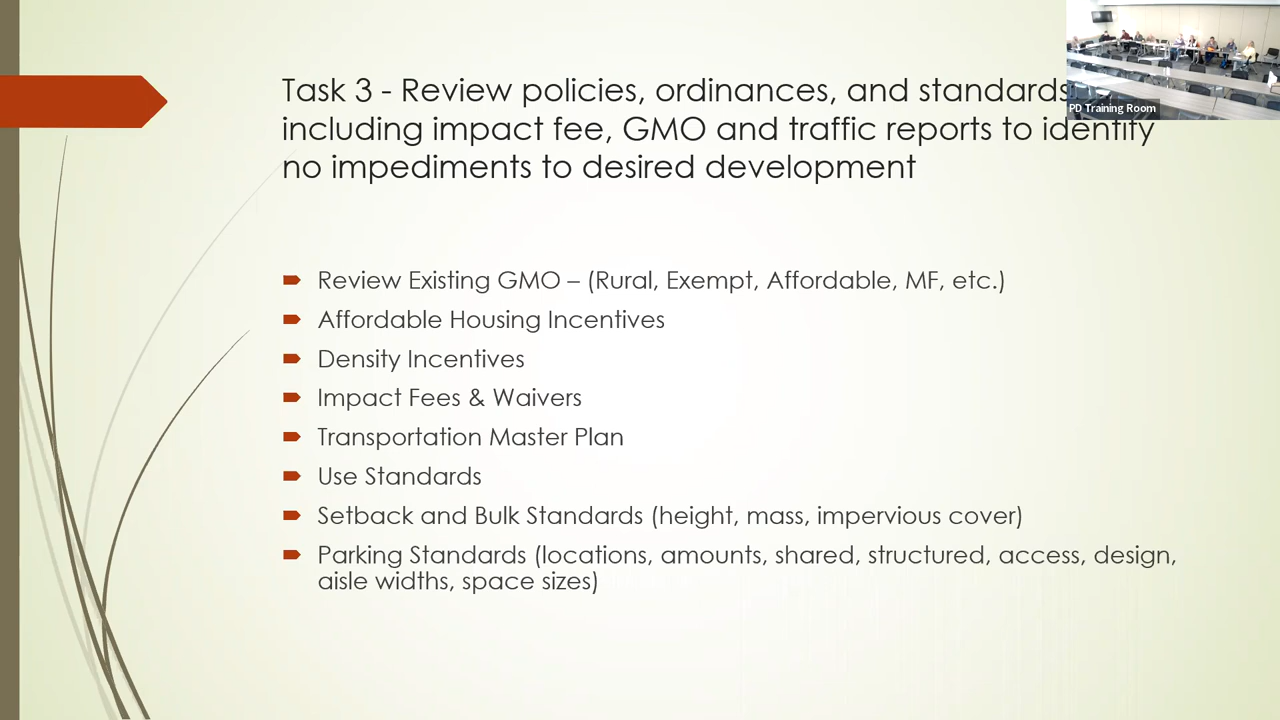 Task 3 - Review policies, ordinances, and standards
including impact fee, GMO and traffic reports to identify
no impediments to desired development
PD Training Room
Review Existing GMO – (Rural, Exempt, Affordable, MF, etc.)
Affordable Housing Incentives
Density Incentives
Impact Fees & Waivers
Transportation Master Plan
Use Standards
Setback and Bulk Standards (height, mass, impervious cover)
Parking Standards (locations, amounts, shared, structured, access, design,
aisle widths, space sizes)